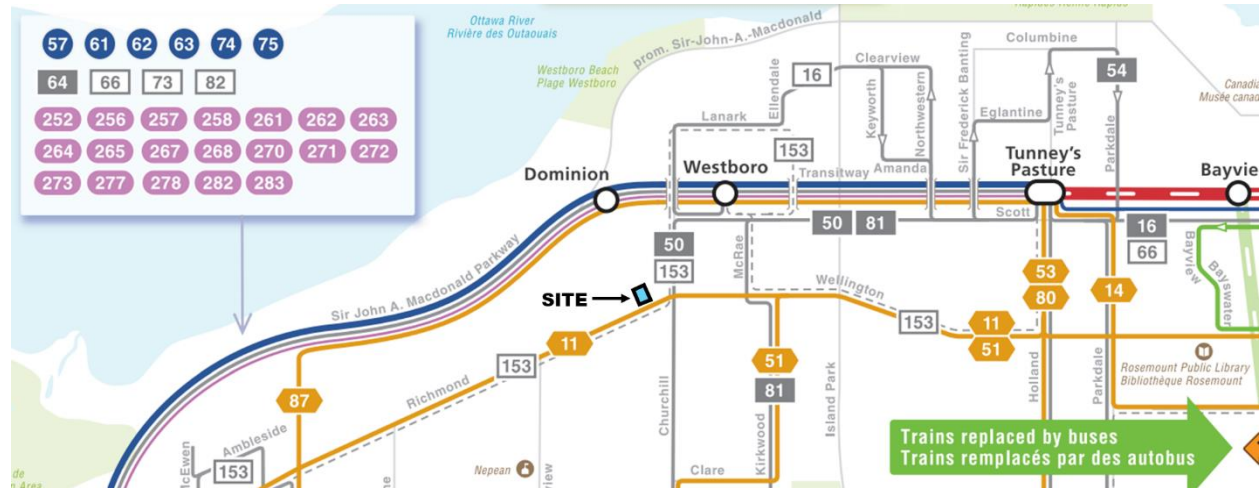 57 61 62 63 74 75
64 66 73 82
252 256 257 258 261 262 263
264 265 267 268 270 271 272
273 277 278 282 283
Ottawa River
Rivière des Outaouais
Westboro Beach
Plage Westboro
prom. Sir-John-A.-Macdonald
Clearview
Columbine
16
54
Ellendale
Lanark
Keyworth
Northwestern
Sir Frederick Banting
Eglantine
Tunney's
Pasture
Parkdale
153
Amanda
Transitway
Dominion
Westboro
Tunney's
Pasture
Scott
50
153
McRae
50 81
16
66
Bayview
Bayswater
Sir John A. Macdonald Parkway
SITE
Wellington
53
80
14
11
153
11
51
153
51
81
87
Richmond
Churchill
Kirkwood
Island Park
Holland
Parkdale
Rosemount Public Library
Bibliothèque Rosemount
Ambleside
153
Nepean
Clare
Trains replaced by buses
Trains remplacés par des autobus